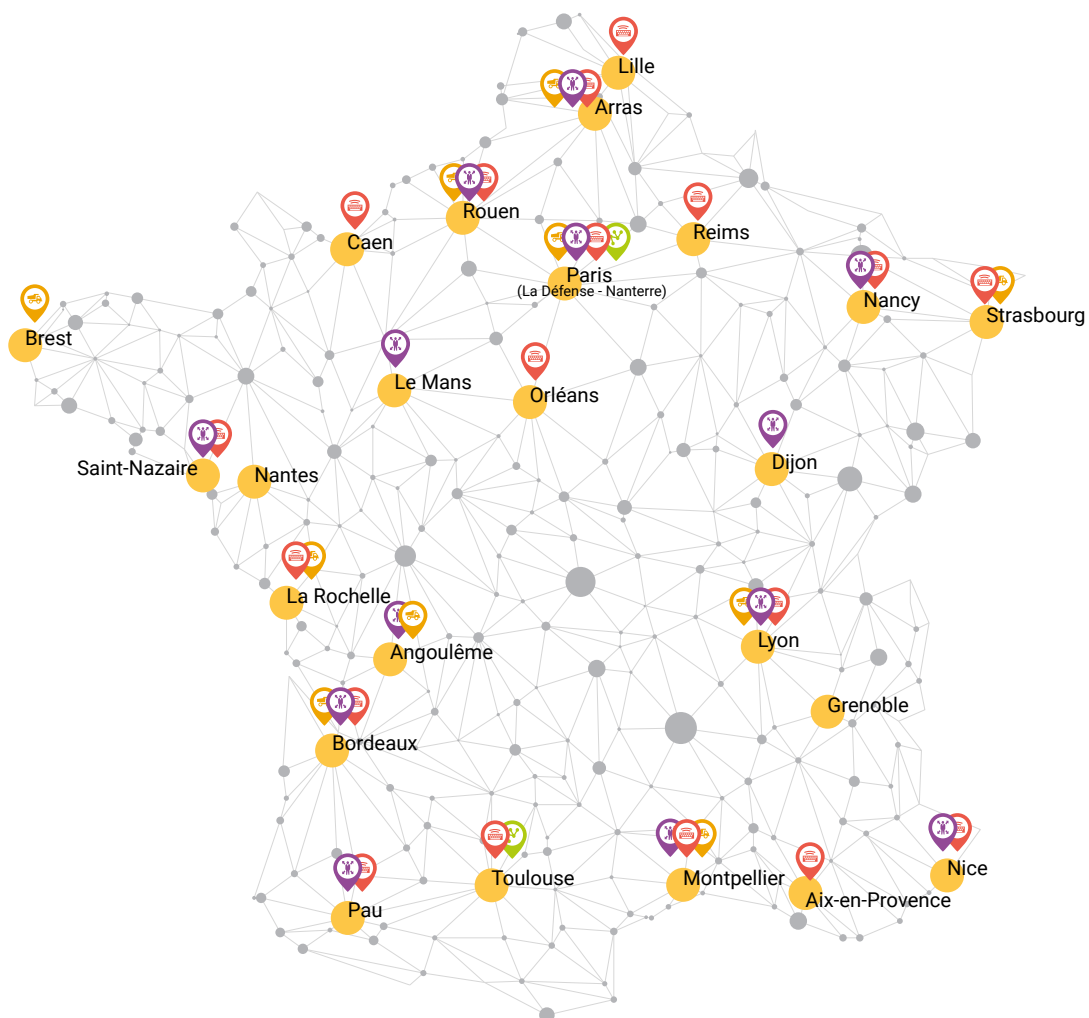 Lille
Arras
Rouen
Caen
Reims
Paris
(La Défense - Nanterre)
Nancy
Strasbourg
Brest
Le Mans
Orléans
Saint-Nazaire
Nantes
Dijon
La Rochelle
Angoulême
Lyon
Grenoble
Bordeaux
Toulouse
Montpellier
Nice
Aix-en-Provence
Pau